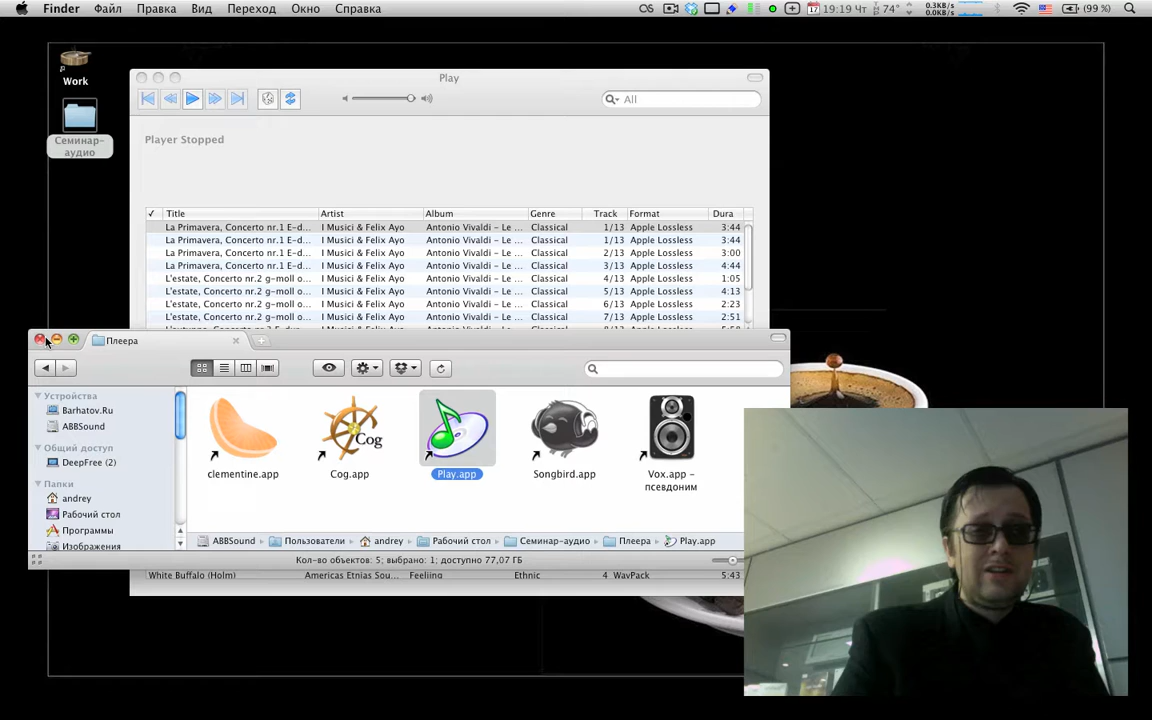 Finder Файл Правка Вид Переход Окно Справка
17 19:19 Чт 74° 0.3KB/s 0.0KB/s (99 %)
Work
Семинар-
аудио
Play
All
Player Stopped
✓ Title Artist Album Genre Track Format Dura
La Primavera, Concerto nr.1 E-d... I Musici & Felix Ayo Antonio Vivaldi – Le ... Classical 1/13 Apple Lossless 3:44
La Primavera, Concerto nr.1 E-d... I Musici & Felix Ayo Antonio Vivaldi – Le ... Classical 1/13 Apple Lossless 3:44
La Primavera, Concerto nr.1 E-d... I Musici & Felix Ayo Antonio Vivaldi – Le ... Classical 2/13 Apple Lossless 3:00
La Primavera, Concerto nr.1 E-d... I Musici & Felix Ayo Antonio Vivaldi – Le ... Classical 3/13 Apple Lossless 4:44
L'estate, Concerto nr.2 g-moll o... I Musici & Felix Ayo Antonio Vivaldi – Le ... Classical 4/13 Apple Lossless 1:05
L'estate, Concerto nr.2 g-moll o... I Musici & Felix Ayo Antonio Vivaldi – Le ... Classical 5/13 Apple Lossless 4:13
L'estate, Concerto nr.2 g-moll o... I Musici & Felix Ayo Antonio Vivaldi – Le ... Classical 6/13 Apple Lossless 2:23
L'estate, Concerto nr.2 g-moll o... I Musici & Felix Ayo Antonio Vivaldi – Le ... Classical 7/13 Apple Lossless 2:51
Плеера
Устройства
Barhatov.Ru
ABBSound
Общий доступ
DeepFree (2)
Папки
andrey
Рабочий стол
Программы
Изображения
Cog
clementine.app Cog.app Play.app Songbird.app Vox.app –
псевдоним
ABBSound Пользователи andrey Рабочий стол Семинар-аудио Плеера Play.app
Кол-во объектов: 5; выбрано: 1; доступно 77,07 ГБ
White Buffalo (Holm) Americas Etnias Sou... Feeliing Ethnic 4 WavPack 5:43